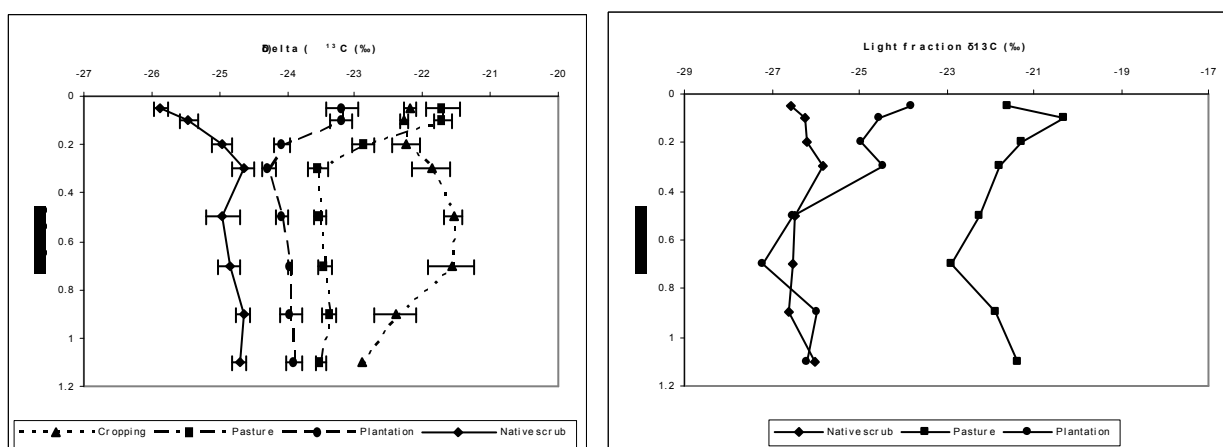 Delta ( ¹³C (‰)
-27 -26 -25 -24 -23 -22 -21 -20
0
0.2
0.4
0.6
0.8
1
1.2
Cropping Pasture Plantation Native scrub
Light fraction δ13C (‰)
-29 -27 -25 -23 -21 -19 -17
0
0.2
0.4
0.6
0.8
1
1.2
Native scrub Pasture Plantation